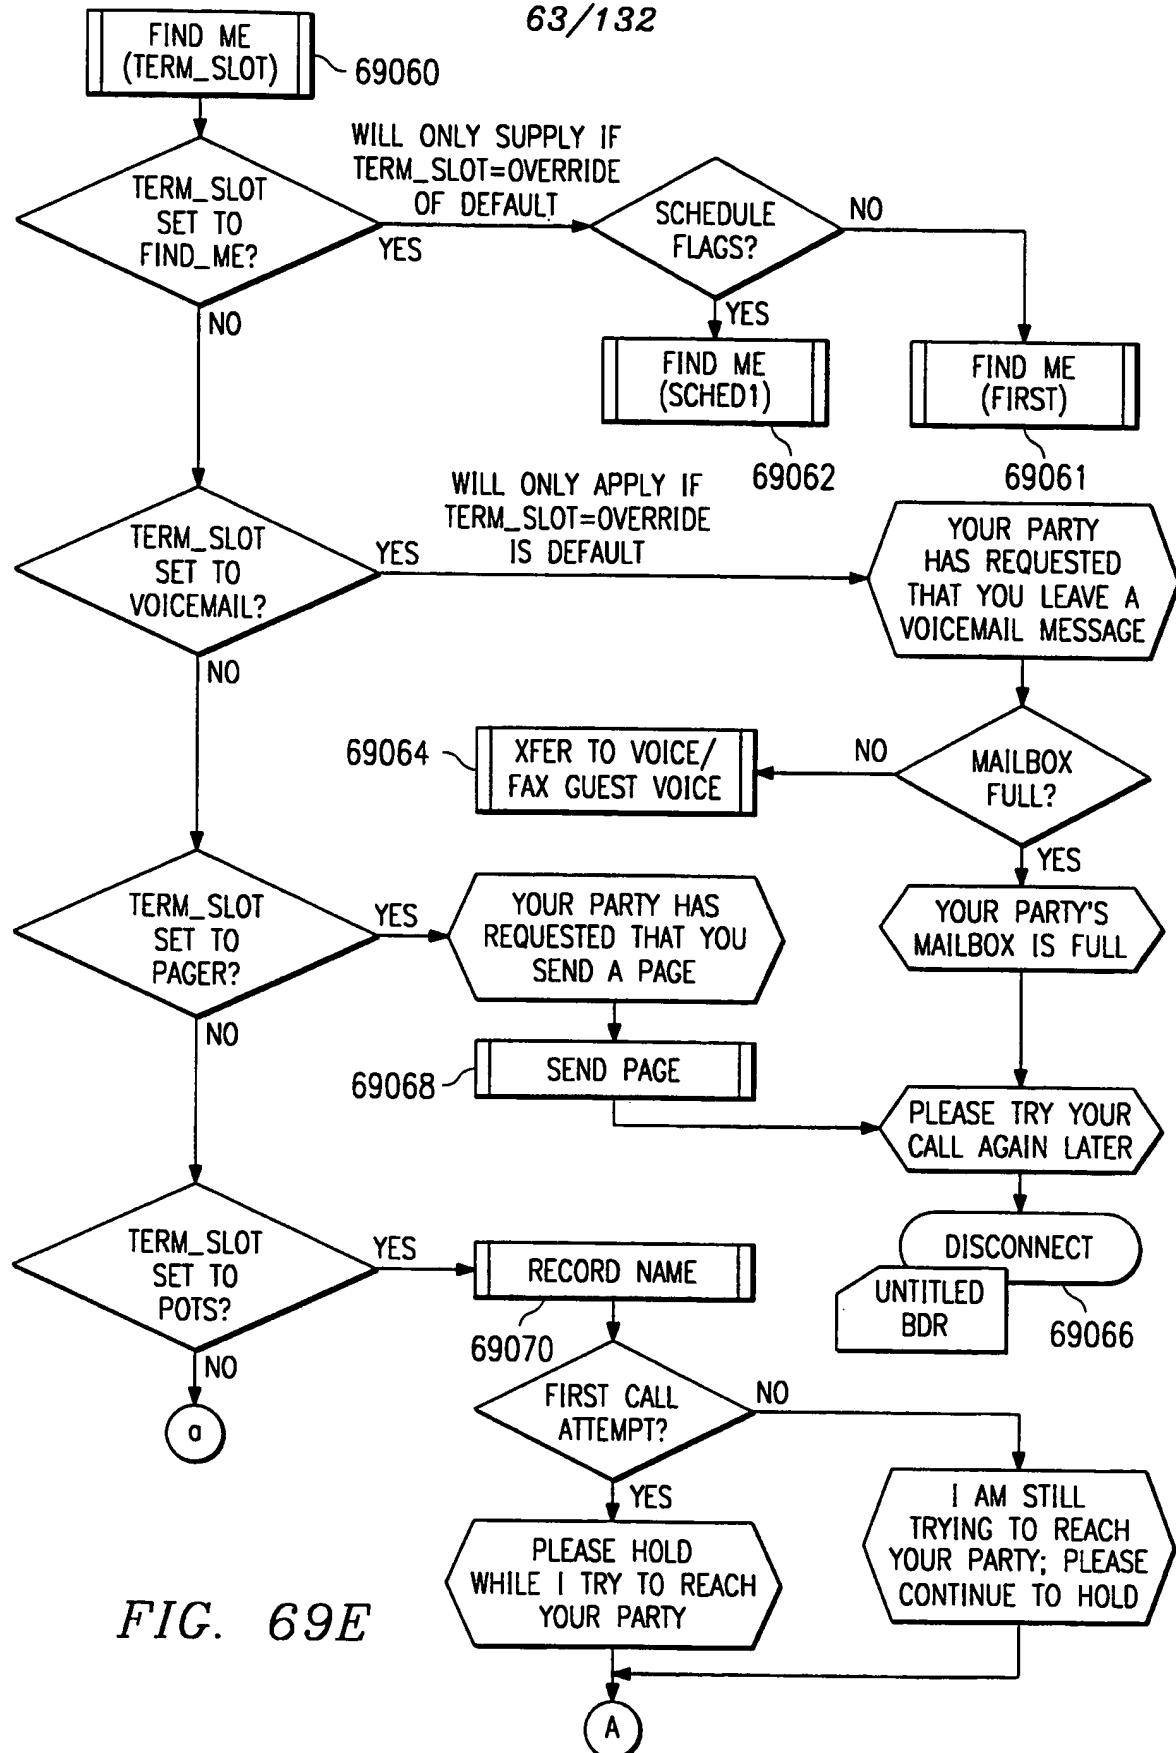 63/132
FIND ME
(TERM_SLOT)
69060
TERM_SLOT
SET TO
FIND_ME?
WILL ONLY SUPPLY IF
TERM_SLOT=OVERRIDE
OF DEFAULT
YES
NO
SCHEDULE
FLAGS?
NO
YES
FIND ME
(SCHED1)
69062
FIND ME
(FIRST)
69061
TERM_SLOT
SET TO
VOICEMAIL?
WILL ONLY APPLY IF
TERM_SLOT=OVERRIDE
IS DEFAULT
YES
NO
YOUR PARTY
HAS REQUESTED
THAT YOU LEAVE A
VOICEMAIL MESSAGE
MAILBOX
FULL?
NO
YES
69064
XFER TO VOICE/
FAX GUEST VOICE
YOUR PARTY'S
MAILBOX IS FULL
TERM_SLOT
SET TO
PAGER?
YES
NO
YOUR PARTY HAS
REQUESTED THAT YOU
SEND A PAGE
SEND PAGE
69068
PLEASE TRY YOUR
CALL AGAIN LATER
DISCONNECT
UNTITLED
BDR
69066
TERM_SLOT
SET TO
POTS?
YES
NO
a
RECORD NAME
69070
FIRST CALL
ATTEMPT?
NO
YES
PLEASE HOLD
WHILE I TRY TO REACH
YOUR PARTY
I AM STILL
TRYING TO REACH
YOUR PARTY; PLEASE
CONTINUE TO HOLD
A
FIG. 69E